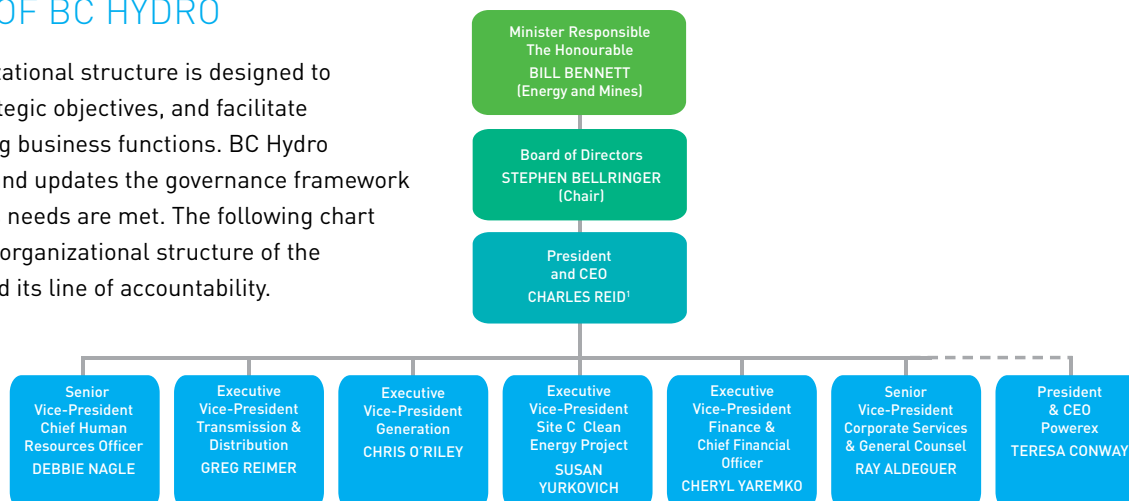 OF BC HYDRO
tational structure is designed to
tegic objectives, and facilitate
g business functions. BC Hydro
nd updates the governance framework
needs are met. The following chart
organizational structure of the
d its line of accountability.
Minister Responsible
The Honourable
BILL BENNETT
(Energy and Mines)
Board of Directors
STEPHEN BELLRINGER
(Chair)
President
and CEO
CHARLES REID¹
Senior
Vice-President
Chief Human
Resources Officer
DEBBIE NAGLE
Executive
Vice-President
Transmission &
Distribution
GREG REIMER
Executive
Vice-President
Generation
CHRIS O’RILEY
Executive
Vice-President
Site C Clean
Energy Project
SUSAN
YURKOVICH
Executive
Vice-President
Finance &
Chief Financial
Officer
CHERYL YAREMKO
Senior
Vice-President
Corporate Services
& General Counsel
RAY ALDEGUER
President
& CEO
Powerex
TERESA CONWAY